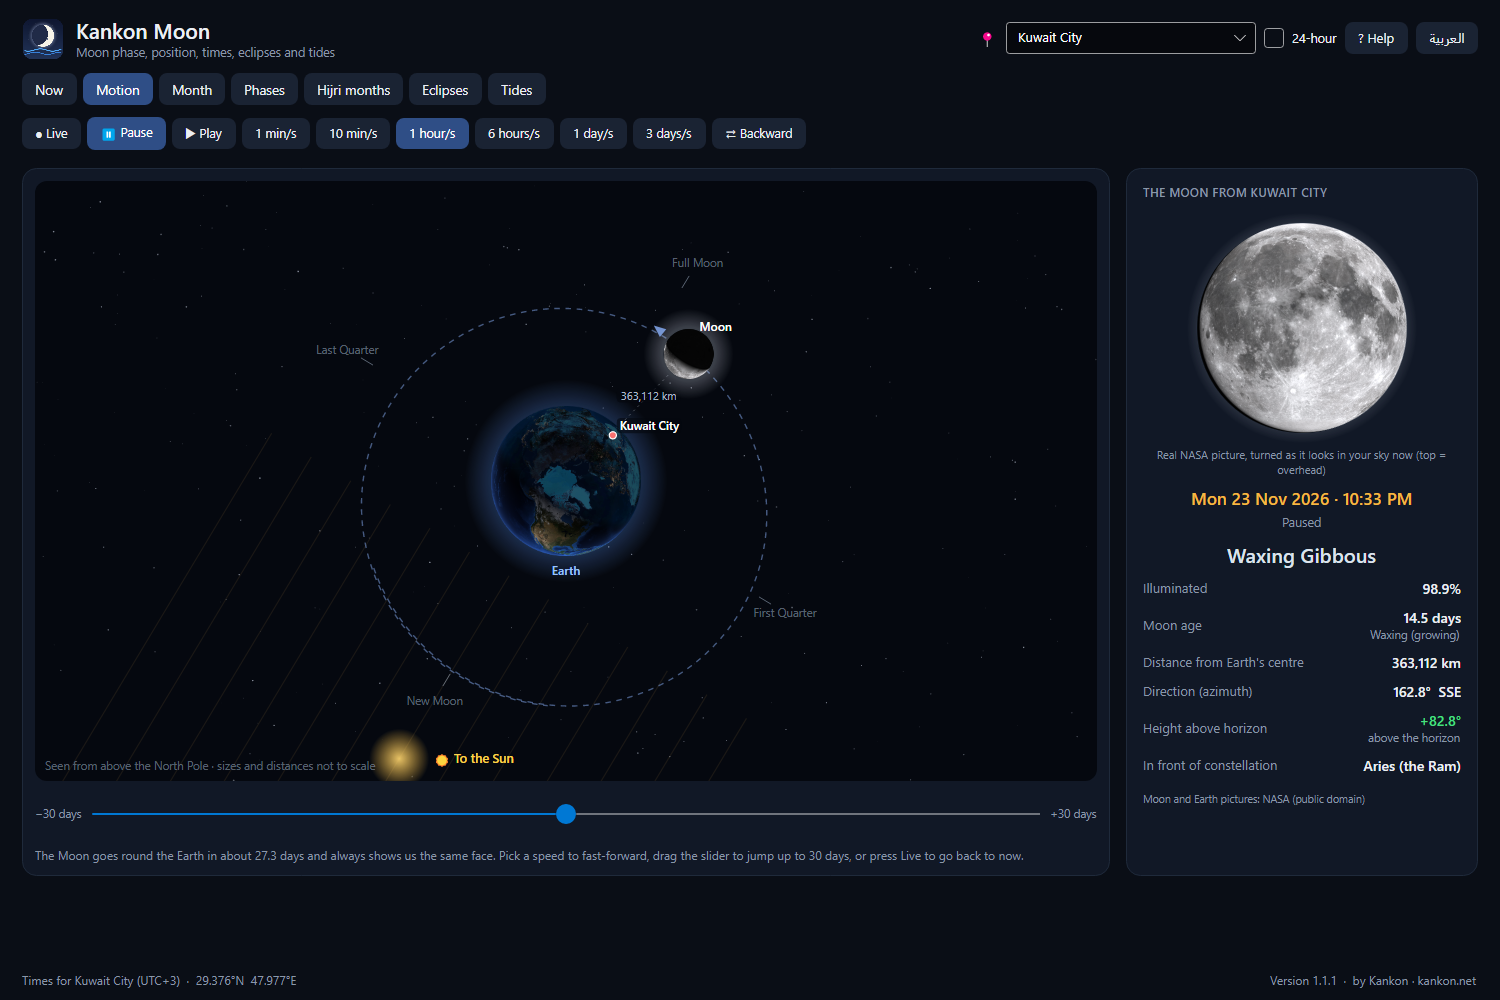 Kankon Moon
Moon phase, position, times, eclipses and tides
Kuwait City
24-hour
? Help
العربية
Now
Motion
Month
Phases
Hijri months
Eclipses
Tides
● Live
⏸ Pause
▶ Play
1 min/s
10 min/s
1 hour/s
6 hours/s
1 day/s
3 days/s
⇄ Backward
Full Moon
Moon
Last Quarter
363,112 km
Kuwait City
Earth
First Quarter
New Moon
To the Sun
Seen from above the North Pole · sizes and distances not to scale
−30 days
+30 days
The Moon goes round the Earth in about 27.3 days and always shows us the same face. Pick a speed to fast-forward, drag the slider to jump up to 30 days, or press Live to go back to now.
THE MOON FROM KUWAIT CITY
Real NASA picture, turned as it looks in your sky now (top =
overhead)
Mon 23 Nov 2026 · 10:33 PM
Paused
Waxing Gibbous
Illuminated 98.9%
Moon age 14.5 days
Waxing (growing)
Distance from Earth's centre 363,112 km
Direction (azimuth) 162.8° SSE
Height above horizon +82.8°
above the horizon
In front of constellation Aries (the Ram)
Moon and Earth pictures: NASA (public domain)
Times for Kuwait City (UTC+3) · 29.376°N 47.977°E
Version 1.1.1 · by Kankon · kankon.net